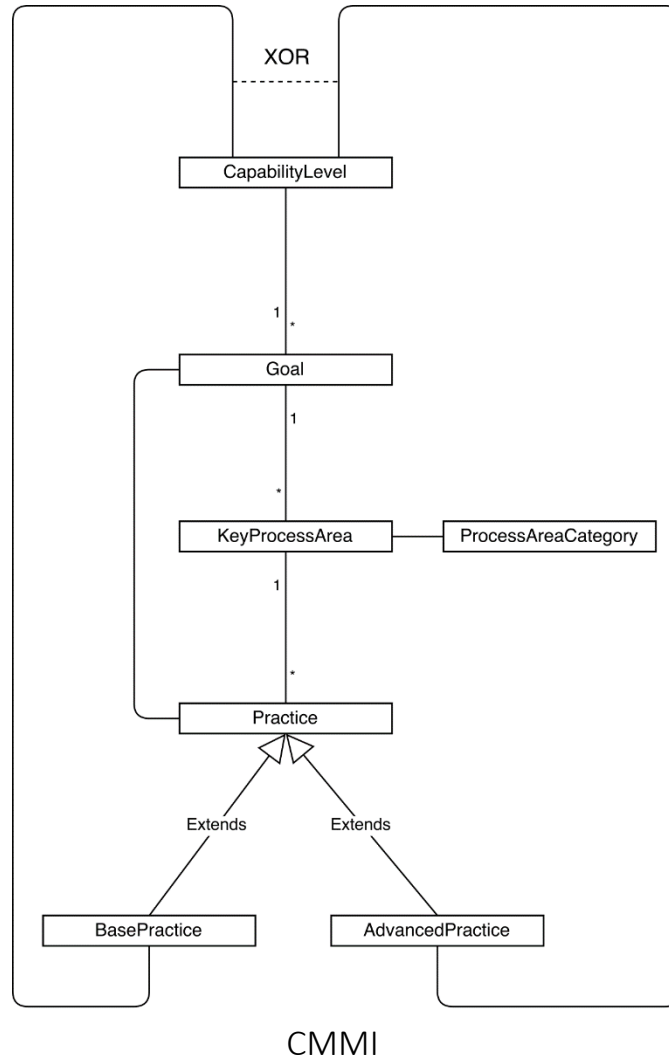 XOR
CapabilityLevel
1
*
Goal
1
*
KeyProcessArea
ProcessAreaCategory
1
*
Practice
Extends
Extends
BasePractice
AdvancedPractice
CMMI